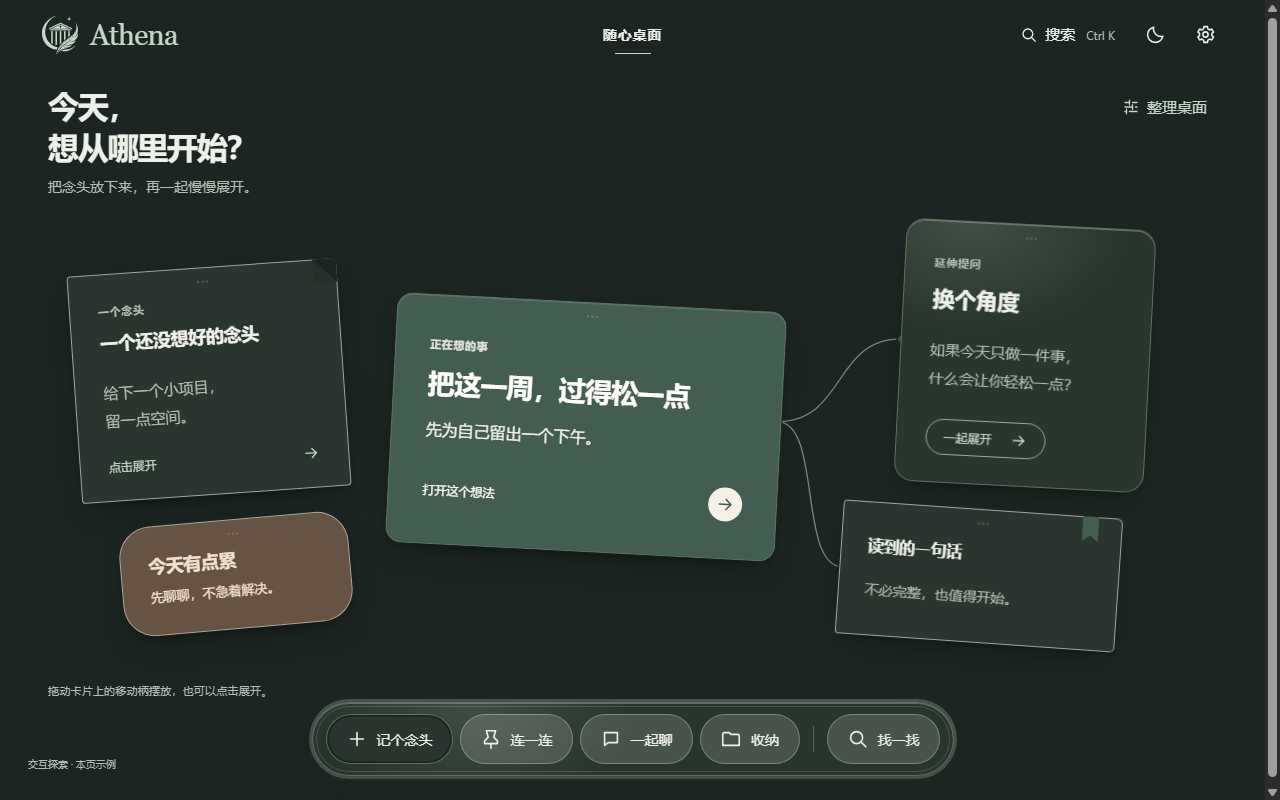 Athena
随心桌面
搜索 Ctrl K
今天，
想从哪里开始？
整理桌面
把念头放下来，再一起慢慢展开。
一个念头
一个还没想好的念头
给下一个小项目，
留一点空间。
点击展开
正在想的事
把这一周，过得松一点
先为自己留出一个下午。
打开这个想法
延伸提问
换个角度
如果今天只做一件事，
什么会让你轻松一点？
一起展开
今天有点累
先聊聊，不急着解决。
读到的一句话
不必完整，也值得开始。
拖动卡片上的移动柄摆放，也可以点击展开。
记个念头
连一连
一起聊
收纳
找一找
交互探索 · 本页示例